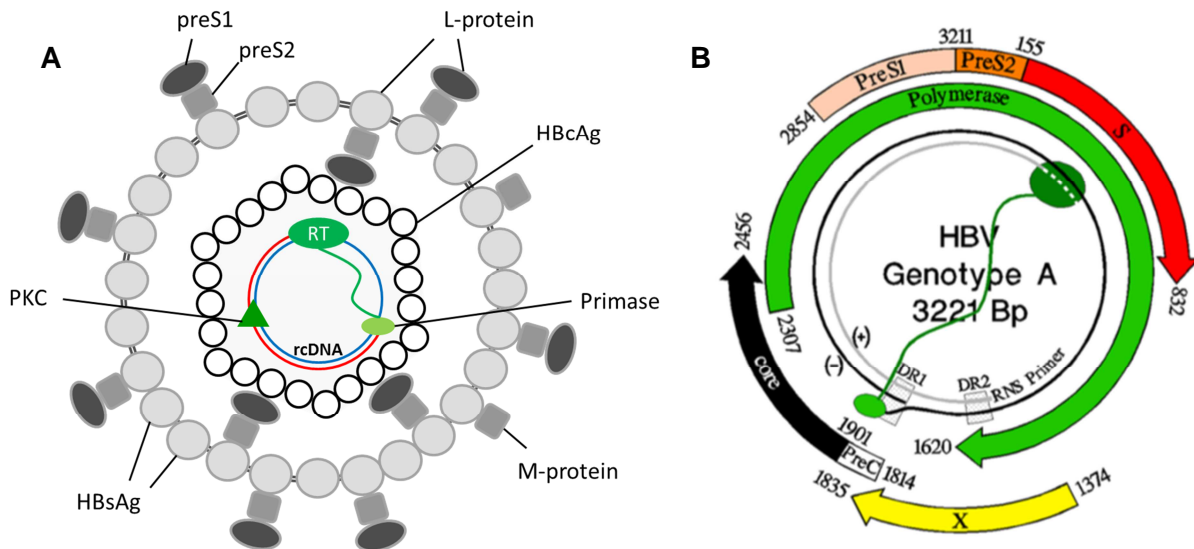 A
preS1
preS2
L-protein
HBcAg
RT
PKC
Primase
rcDNA
HBsAg
M-protein
B
3211
155
PreS1
PreS2
S
2854
Polymerase
2456
HBV
Genotype A
3221 Bp
832
2307
core
(+)
(-)
DR1
DR2
RNS Primer
1901
PreC
1814
1835
1620
1374
X